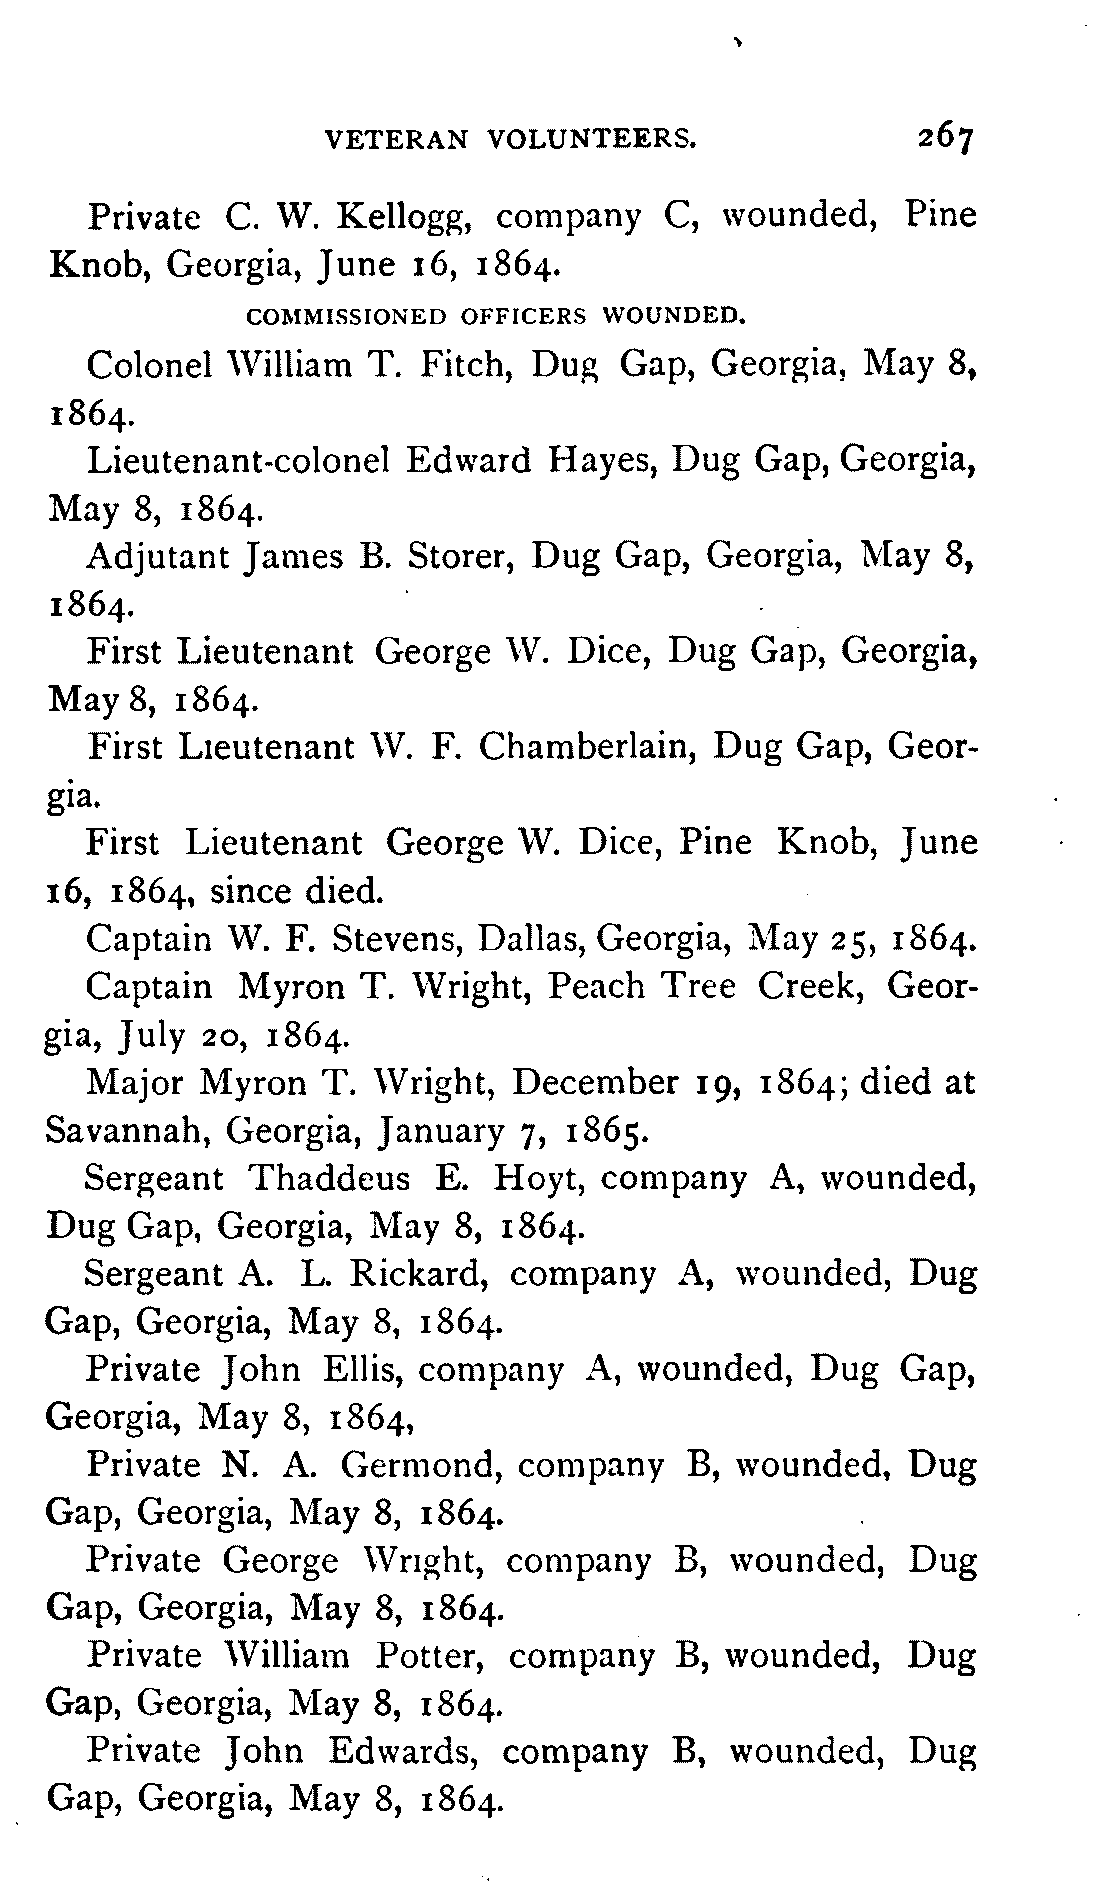 VETERAN VOLUNTEERS. 267
Private C. W. Kellogg, company C, wounded, Pine
Knob, Georgia, June 16, 1864.
COMMISSIONED OFFICERS WOUNDED.
Colonel William T. Fitch, Dug Gap, Georgia, May 8,
1864.
Lieutenant-colonel Edward Hayes, Dug Gap, Georgia,
May 8, 1864.
Adjutant James B. Storer, Dug Gap, Georgia, May 8,
1864.
First Lieutenant George W. Dice, Dug Gap, Georgia,
May 8, 1864.
First Lieutenant W. F. Chamberlain, Dug Gap, Geor-
gia.
First Lieutenant George W. Dice, Pine Knob, June
16, 1864, since died.
Captain W. F. Stevens, Dallas, Georgia, May 25, 1864.
Captain Myron T. Wright, Peach Tree Creek, Geor-
gia, July 20, 1864.
Major Myron T. Wright, December 19, 1864; died at
Savannah, Georgia, January 7, 1865.
Sergeant Thaddeus E. Hoyt, company A, wounded,
Dug Gap, Georgia, May 8, 1864.
Sergeant A. L. Rickard, company A, wounded, Dug
Gap, Georgia, May 8, 1864.
Private John Ellis, company A, wounded, Dug Gap,
Georgia, May 8, 1864,
Private N. A. Germond, company B, wounded, Dug
Gap, Georgia, May 8, 1864.
Private George Wright, company B, wounded, Dug
Gap, Georgia, May 8, 1864.
Private William Potter, company B, wounded, Dug
Gap, Georgia, May 8, 1864.
Private John Edwards, company B, wounded, Dug
Gap, Georgia, May 8, 1864.